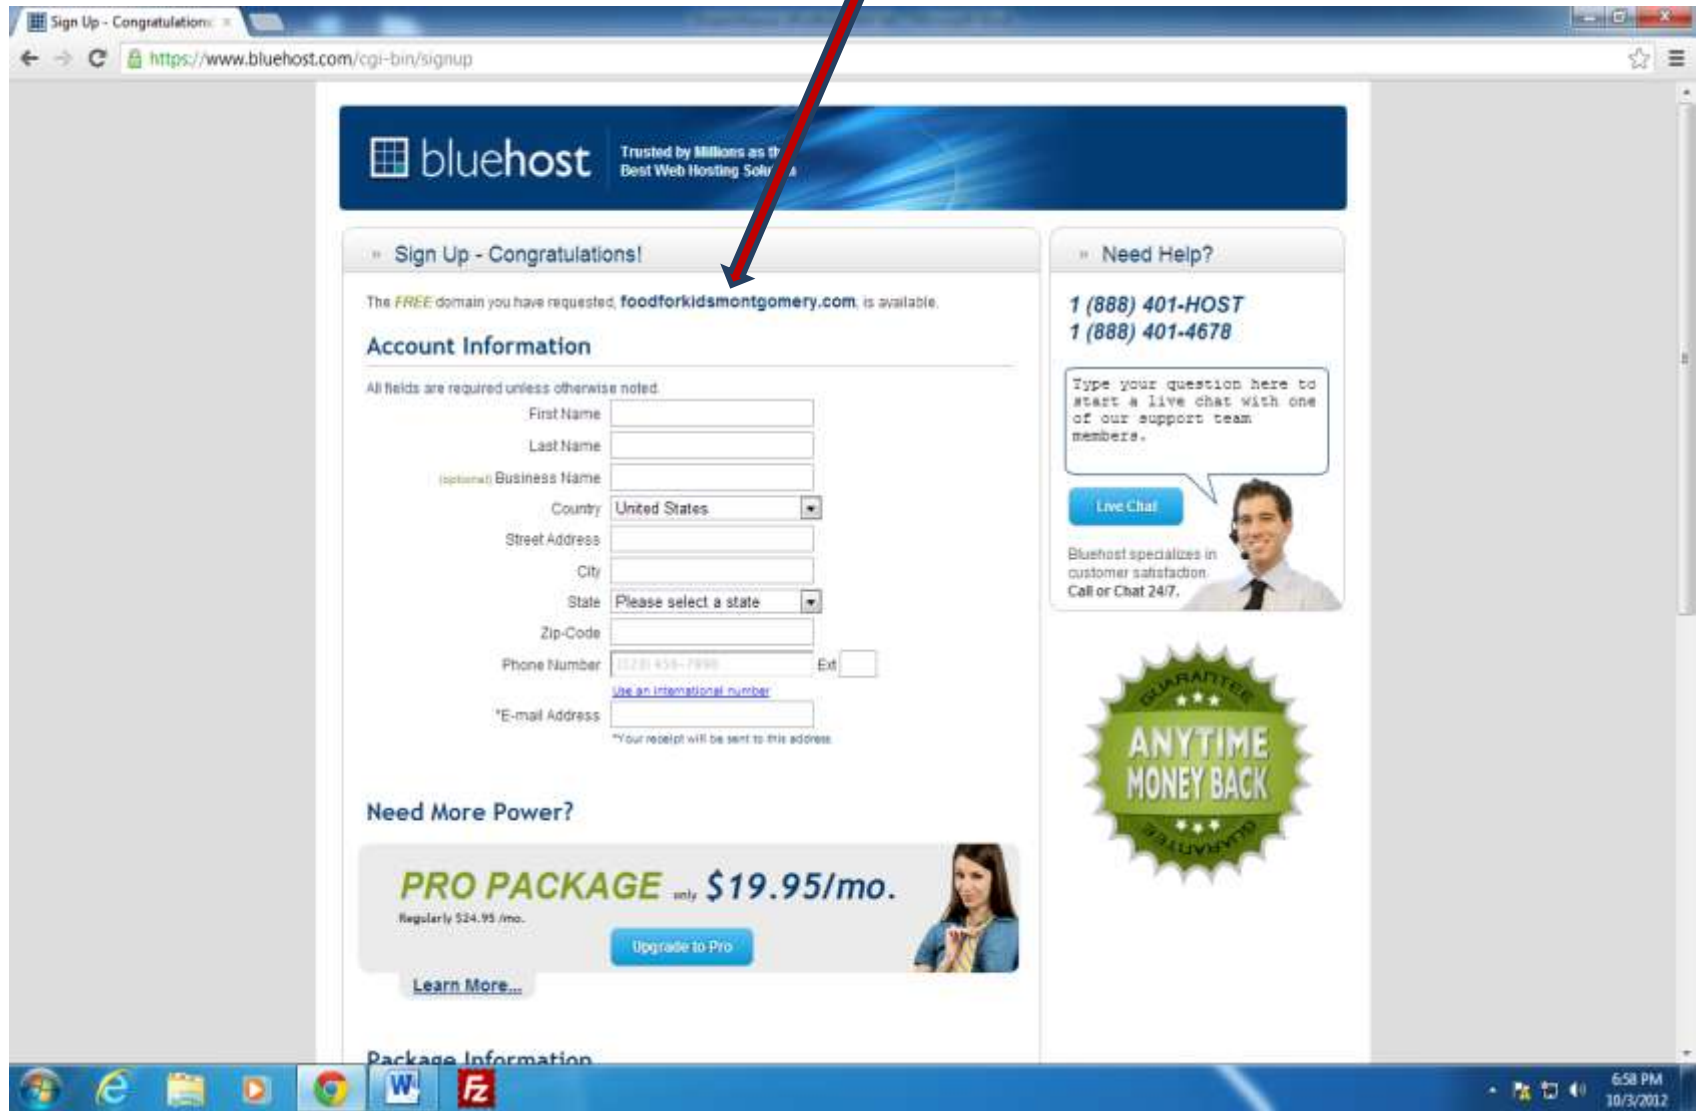 Sign Up - Congratulation
https://www.bluehost.com/cgi-bin/signup
bluehost
Trusted by Millions as th
Best Web Hosting Solu
Sign Up - Congratulations!
The FREE domain you have requested, foodforkidsmontgomery.com, is available.
Account Information
All fields are required unless otherwise noted.
First Name
Last Name
(optional) Business Name
Country United States
Street Address
City
State Please select a state
Zip-Code
Phone Number Ext
Use an international number
*E-mail Address
*Your receipt will be sent to this address.
Need More Power?
PRO PACKAGE only $19.95/mo.
Regularly $24.95 /mo.
Upgrade to Pro
Learn More...
Package Information
Need Help?
1 (888) 401-HOST
1 (888) 401-4678
Type your question here to
start a live chat with one
of our support team
members.
Live Chat
Bluehost specializes in
customer satisfaction.
Call or Chat 24/7.
GUARANTEE
ANYTIME
MONEY BACK
GUARANTEE
6:58 PM
10/3/2012